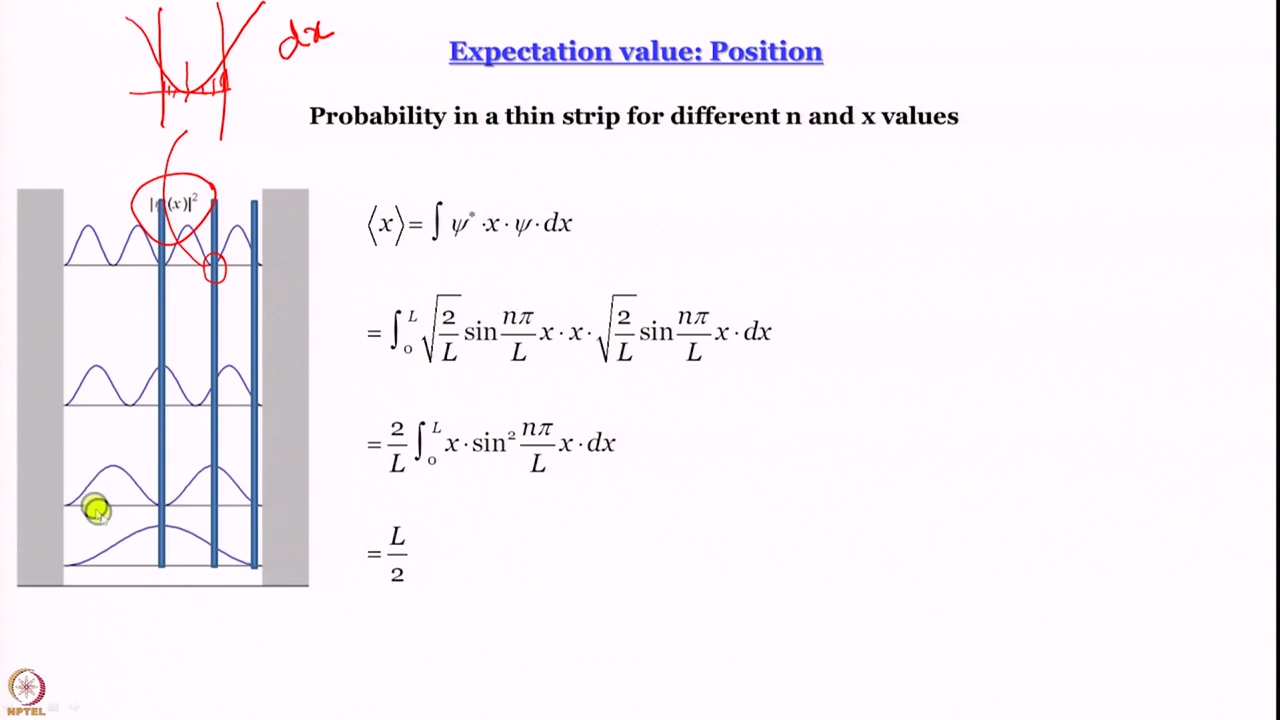 dx
Expectation value: Position
Probability in a thin strip for different n and x values
(x)|²
⟨x⟩ = ∫ ψ* · x · ψ · dx
= ∫₀ᴸ √(2/L) sin nπ/L x · x · √(2/L) sin nπ/L x · dx
= 2/L ∫₀ᴸ x · sin² nπ/L x · dx
= L/2
NPTEL